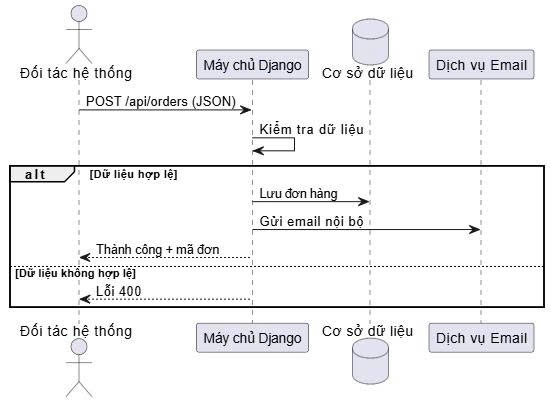 Đối tác hệ thống
Máy chủ Django
Cơ sở dữ liệu
Dịch vụ Email
POST /api/orders (JSON)
Kiểm tra dữ liệu
alt
[Dữ liệu hợp lệ]
Lưu đơn hàng
Gửi email nội bộ
Thành công + mã đơn
[Dữ liệu không hợp lệ]
Lỗi 400
Đối tác hệ thống
Máy chủ Django
Cơ sở dữ liệu
Dịch vụ Email